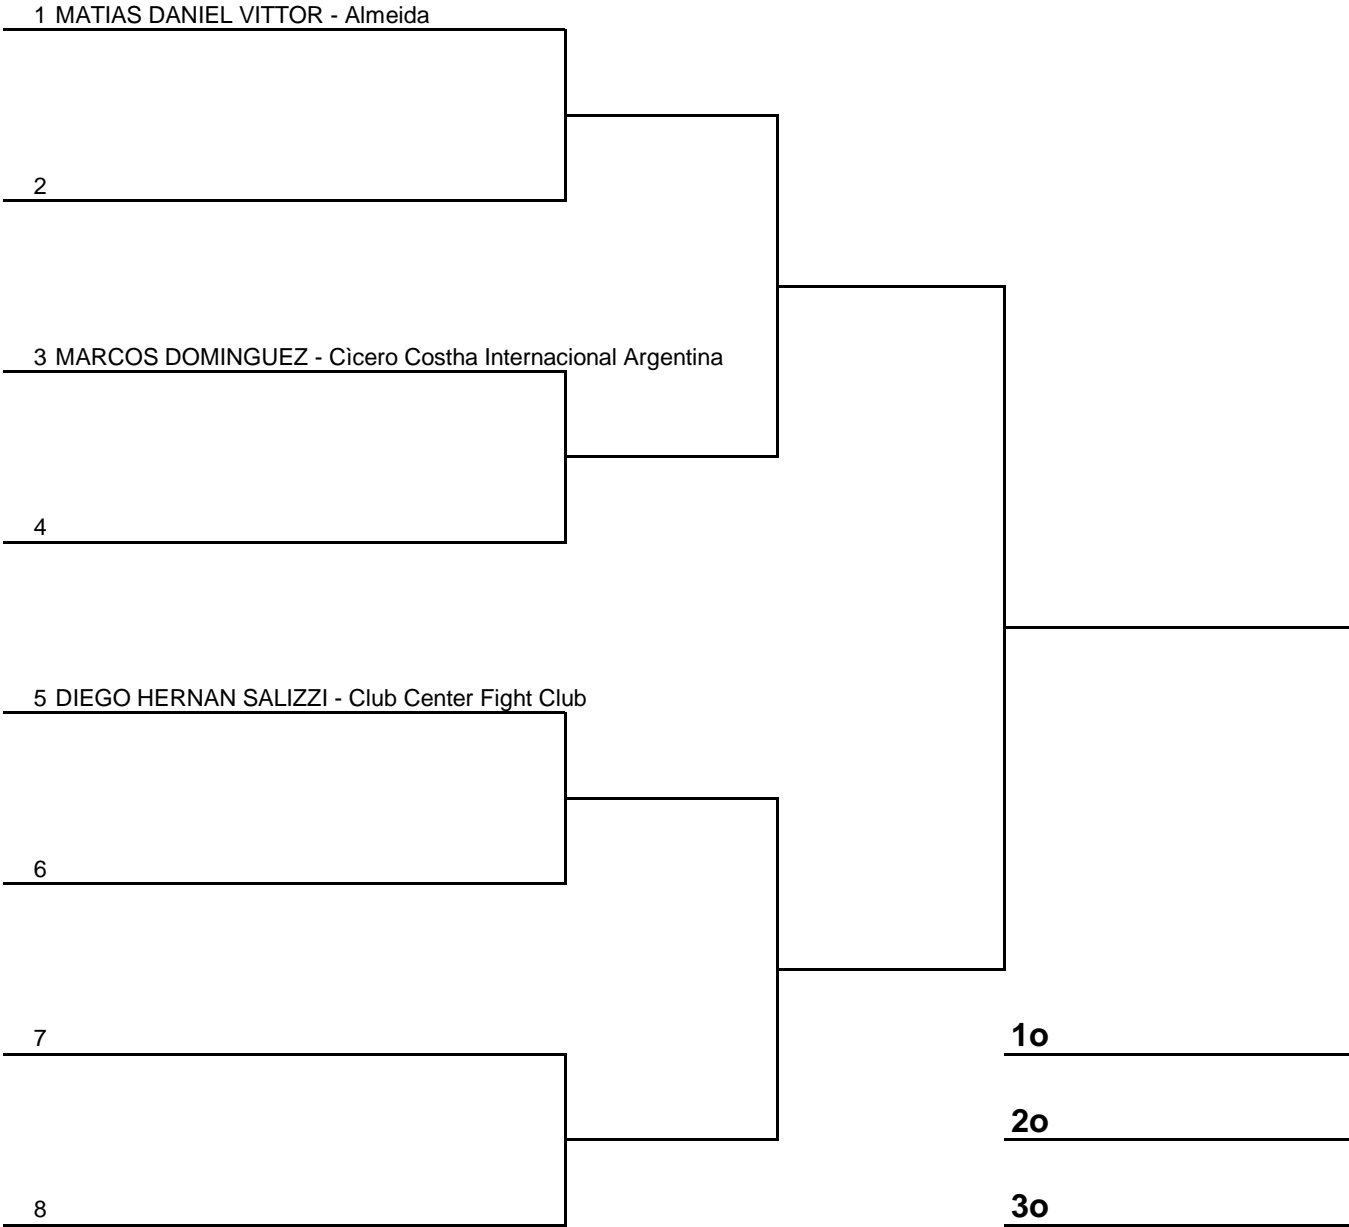 1 MATIAS DANIEL VITTOR - Almeida
2
3 MARCOS DOMINGUEZ - Cìcero Costha Internacional Argentina
4
5 DIEGO HERNAN SALIZZI - Club Center Fight Club
6
7
1o
2o
8
3o